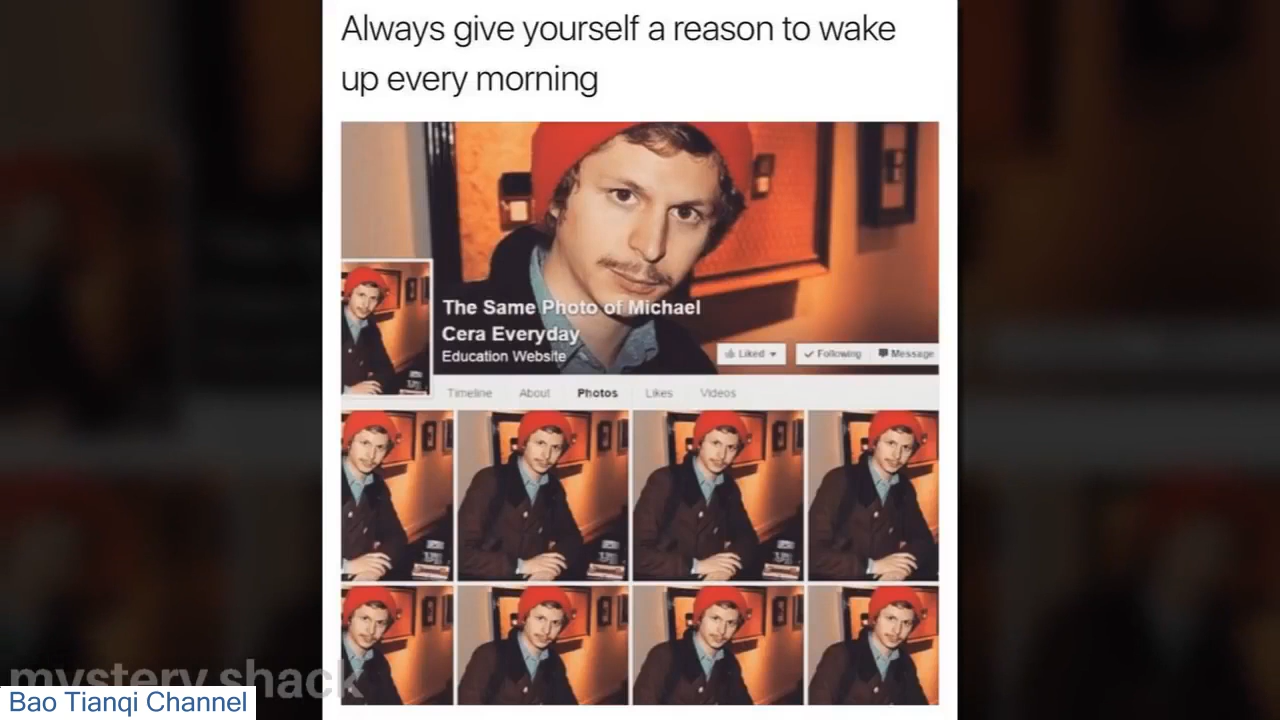 Always give yourself a reason to wake
up every morning
The Same Photo of Michael
Cera Everyday
Education Website
Liked
Following
Message
Timeline
About
Photos
Likes
Videos
mystery shack
Bao Tianqi Channel